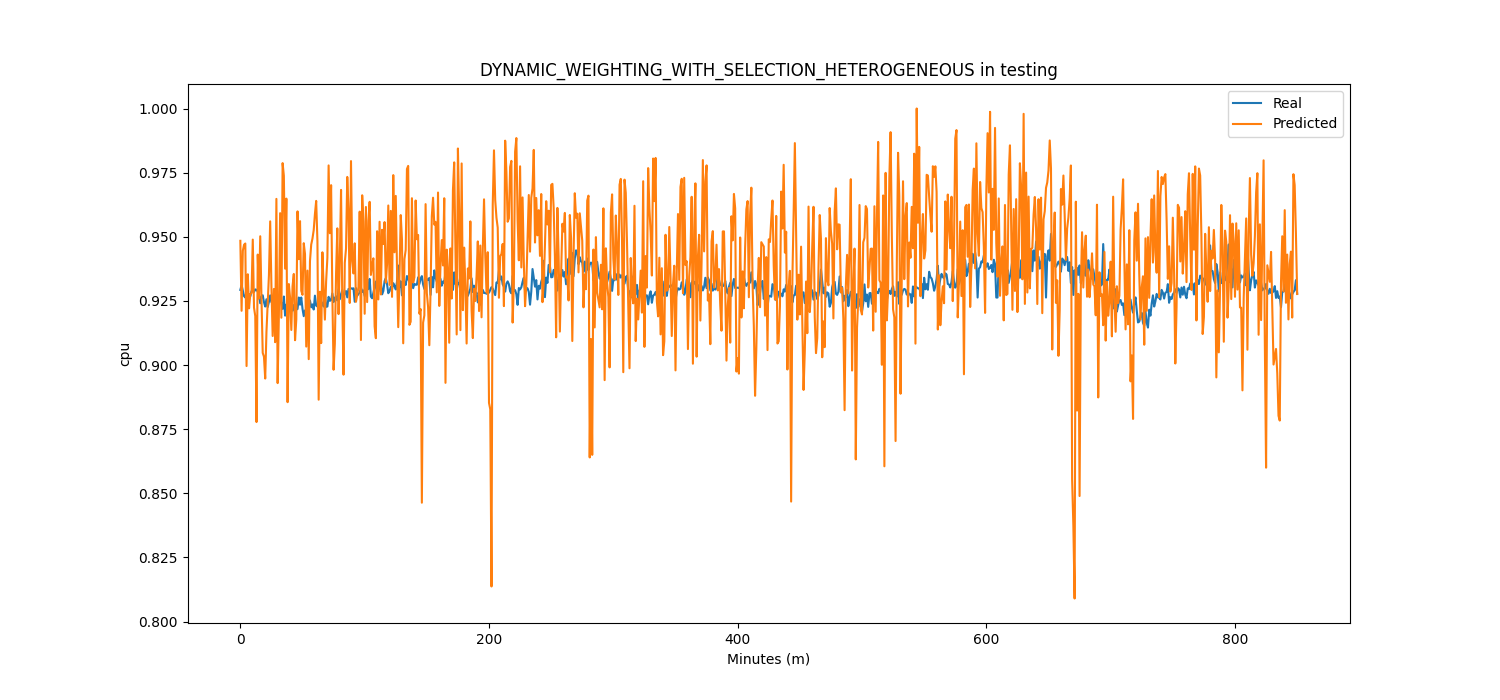 DYNAMIC_WEIGHTING_WITH_SELECTION_HETEROGENEOUS in testing
Real
Predicted
1.000
0.975
0.950
0.925
0.900
0.875
0.850
0.825
0.800
cpu
0 200 400 600 800
Minutes (m)